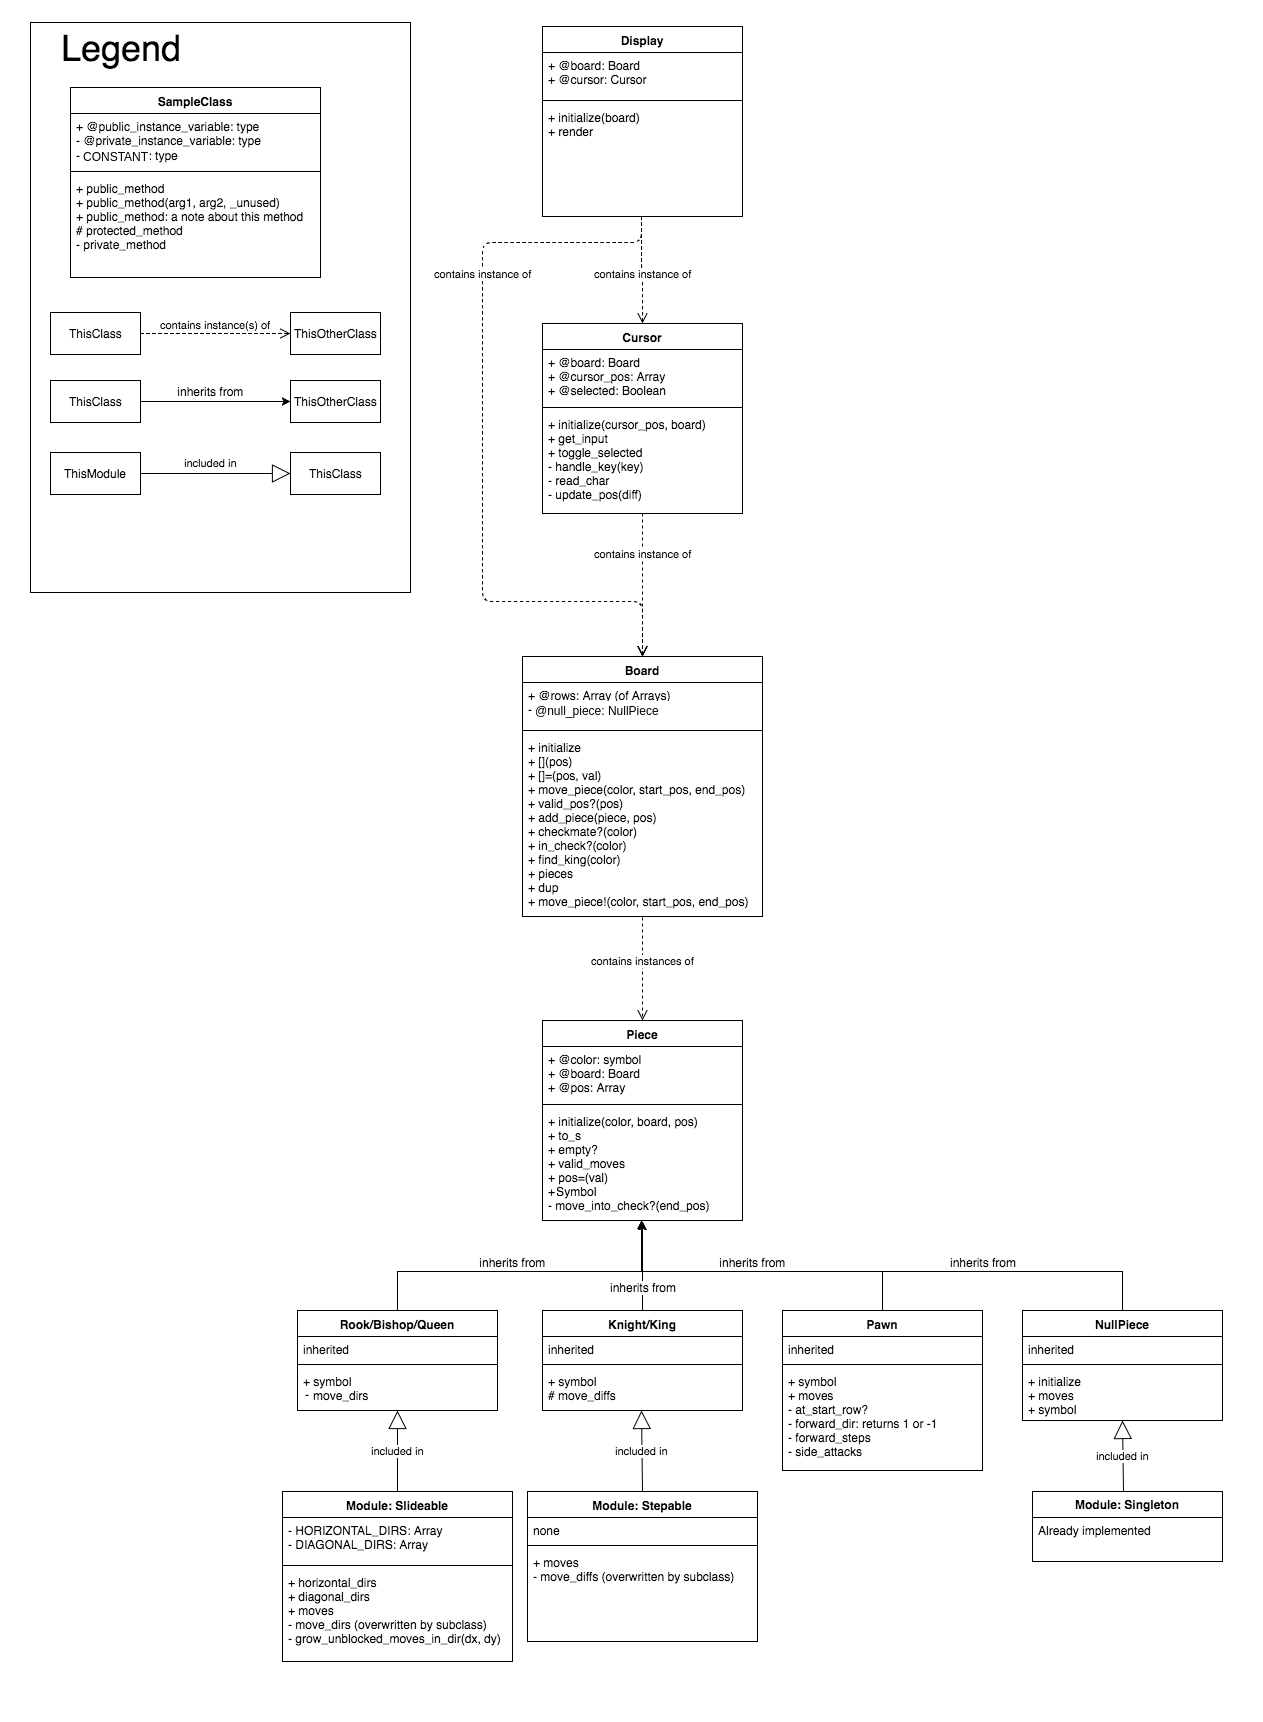 Legend
SampleClass
+ @public_instance_variable: type
- @private_instance_variable: type
- CONSTANT: type
+ public_method
+ public_method(arg1, arg2, _unused)
+ public_method: a note about this method
# protected_method
- private_method
ThisClass
contains instance(s) of
ThisOtherClass
ThisClass
inherits from
ThisOtherClass
ThisModule
included in
ThisClass
Display
+ @board: Board
+ @cursor: Cursor
+ initialize(board)
+ render
contains instance of
contains instance of
Cursor
+ @board: Board
+ @cursor_pos: Array
+ @selected: Boolean
+ initialize(cursor_pos, board)
+ get_input
+ toggle_selected
- handle_key(key)
- read_char
- update_pos(diff)
contains instance of
Board
+ @rows: Array (of Arrays)
- @null_piece: NullPiece
+ initialize
+ [](pos)
+ []=(pos, val)
+ move_piece(color, start_pos, end_pos)
+ valid_pos?(pos)
+ add_piece(piece, pos)
+ checkmate?(color)
+ in_check?(color)
+ find_king(color)
+ pieces
+ dup
+ move_piece!(color, start_pos, end_pos)
contains instances of
Piece
+ @color: symbol
+ @board: Board
+ @pos: Array
+ initialize(color, board, pos)
+ to_s
+ empty?
+ valid_moves
+ pos=(val)
+Symbol
- move_into_check?(end_pos)
inherits from
inherits from
inherits from
inherits from
Rook/Bishop/Queen
inherited
+ symbol
- move_dirs
Knight/King
inherited
+ symbol
# move_diffs
Pawn
inherited
+ symbol
+ moves
- at_start_row?
- forward_dir: returns 1 or -1
- forward_steps
- side_attacks
NullPiece
inherited
+ initialize
+ moves
+ symbol
included in
included in
included in
Module: Slideable
- HORIZONTAL_DIRS: Array
- DIAGONAL_DIRS: Array
+ horizontal_dirs
+ diagonal_dirs
+ moves
- move_dirs (overwritten by subclass)
- grow_unblocked_moves_in_dir(dx, dy)
Module: Stepable
none
+ moves
- move_diffs (overwritten by subclass)
Module: Singleton
Already implemented